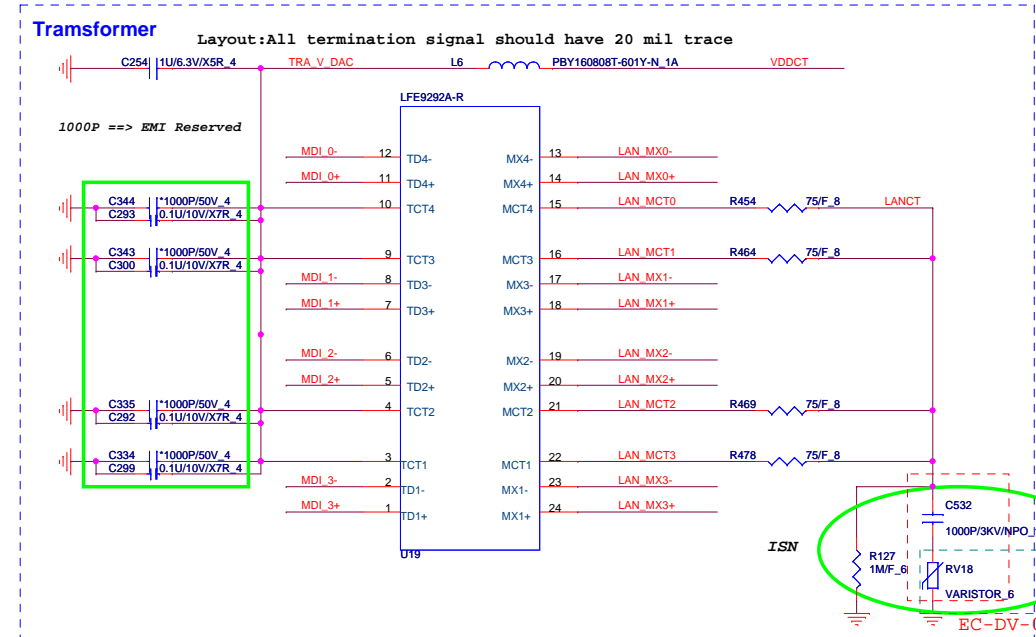 Tramsformer
Layout:All termination signal should have 20 mil trace
C254 1U/6.3V/X5R_4 TRA_V_DAC L6 PBY160808T-601Y-N_1A VDDCT
LFE9292A-R
1000P ==> EMI Reserved
MDI_0- 12 TD4- MX4- 13 LAN_MX0-
MDI_0+ 11 TD4+ MX4+ 14 LAN_MX0+
C344 *1000P/50V_4 10 TCT4 MCT4 15 LAN_MCT0 R454 75/F_8 LANCT
C293 0.1U/10V/X7R_4
C343 *1000P/50V_4 9 TCT3 MCT3 16 LAN_MCT1 R464 75/F_8
C300 0.1U/10V/X7R_4
MDI_1- 8 TD3- MX3- 17 LAN_MX1-
MDI_1+ 7 TD3+ MX3+ 18 LAN_MX1+
MDI_2- 6 TD2- MX2- 19 LAN_MX2-
MDI_2+ 5 TD2+ MX2+ 20 LAN_MX2+
C335 *1000P/50V_4 4 TCT2 MCT2 21 LAN_MCT2 R469 75/F_8
C292 0.1U/10V/X7R_4
C334 *1000P/50V_4 3 TCT1 MCT1 22 LAN_MCT3 R478 75/F_8
C299 0.1U/10V/X7R_4
MDI_3- 2 TD1- MX1- 23 LAN_MX3-
MDI_3+ 1 TD1+ MX1+ 24 LAN_MX3+
U19
C532
1000P/3KV/NPO_
ISN
R127
1M/F_6
RV18
VARISTOR_6
EC-DV-